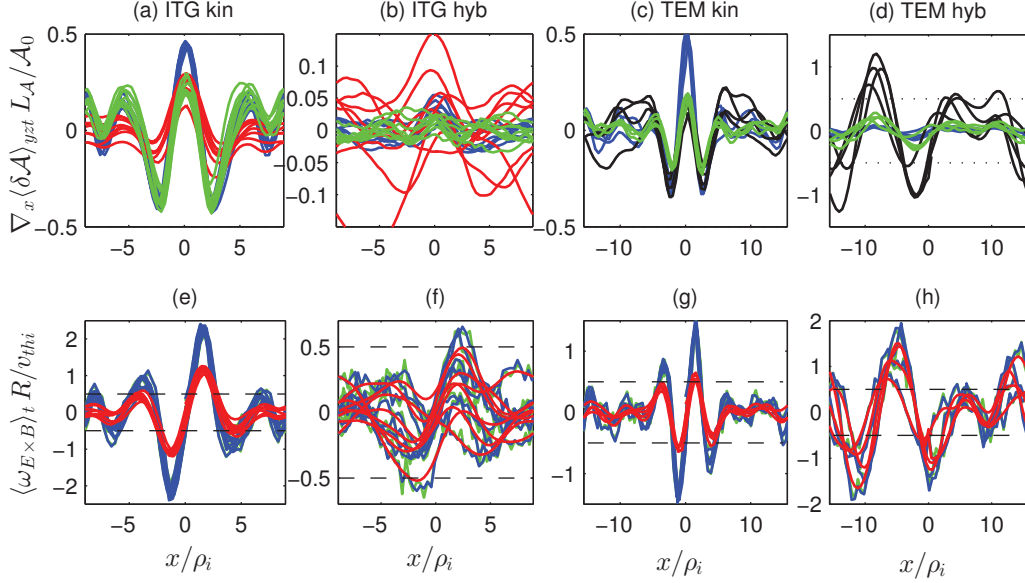 (a) ITG kin (b) ITG hyb (c) TEM kin (d) TEM hyb
∇x⟨δA⟩yzt LA/A0
0.5 0 −0.5
0.1 0.05 0 −0.05 −0.1
0.5 0 −0.5
1 0 −1
−5 0 5 −5 0 5 −10 0 10 −10 0 10
(e) (f) (g) (h)
⟨ωE×B⟩t R/vthi
2 1 0 −1 −2
0.5 0 −0.5
1 0 −1
2 1 0 −1 2
−5 0 5 −5 0 5 −10 0 10 −10 0 10
x/ρi x/ρi x/ρi x/ρi